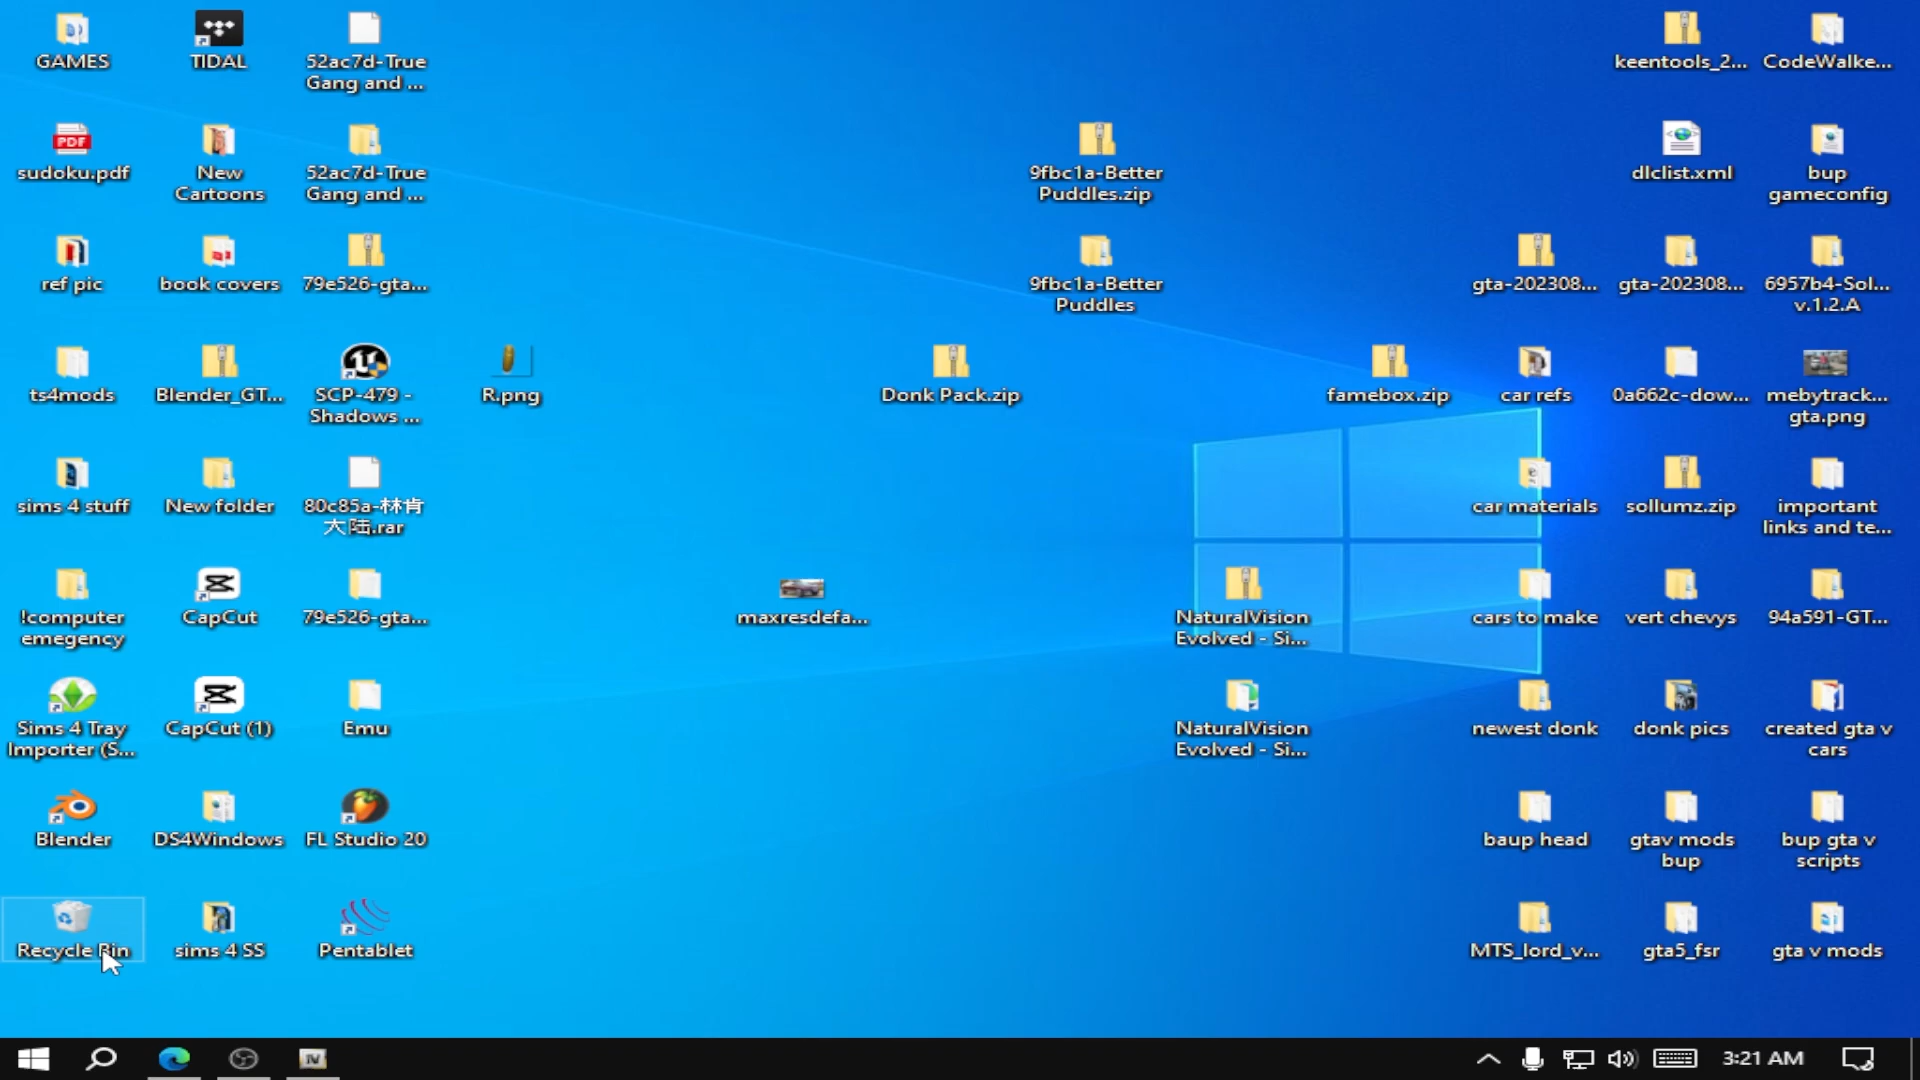 GAMES
TIDAL
52ac7d-True
Gang and ...
keentools_2...
CodeWalke...
sudoku.pdf
New
Cartoons
52ac7d-True
Gang and ...
9fbc1a-Better
Puddles.zip
dlclist.xml
bup
gameconfig
ref pic
book covers
79e526-gta...
9fbc1a-Better
Puddles
gta-202308...
gta-202308...
6957b4-Sol...
v.1.2.A
ts4mods
Blender_GT...
SCP-479 -
Shadows ...
R.png
Donk Pack.zip
famebox.zip
car refs
0a662c-dow...
mebytrack...
gta.png
sims 4 stuff
New folder
80c85a-林肯
大陆.rar
car materials
sollumz.zip
important
links and te...
!computer
emegency
CapCut
79e526-gta...
maxresdefa...
NaturalVision
Evolved - Si...
cars to make
vert chevys
94a591-GT...
Sims 4 Tray
Importer (S...
CapCut (1)
Emu
NaturalVision
Evolved - Si...
newest donk
donk pics
created gta v
cars
Blender
DS4Windows
FL Studio 20
baup head
gtav mods
bup
bup gta v
scripts
Recycle Bin
sims 4 SS
Pentablet
MTS_lord_v...
gta5_fsr
gta v mods
IV
3:21 AM
PDF